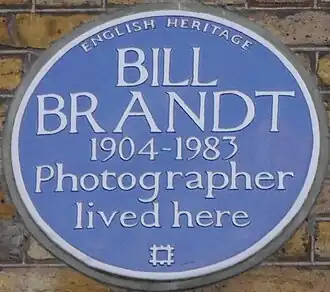 ENGLISH HERITAGE
BILL
BRANDT
1904-1983
Photographer
lived here